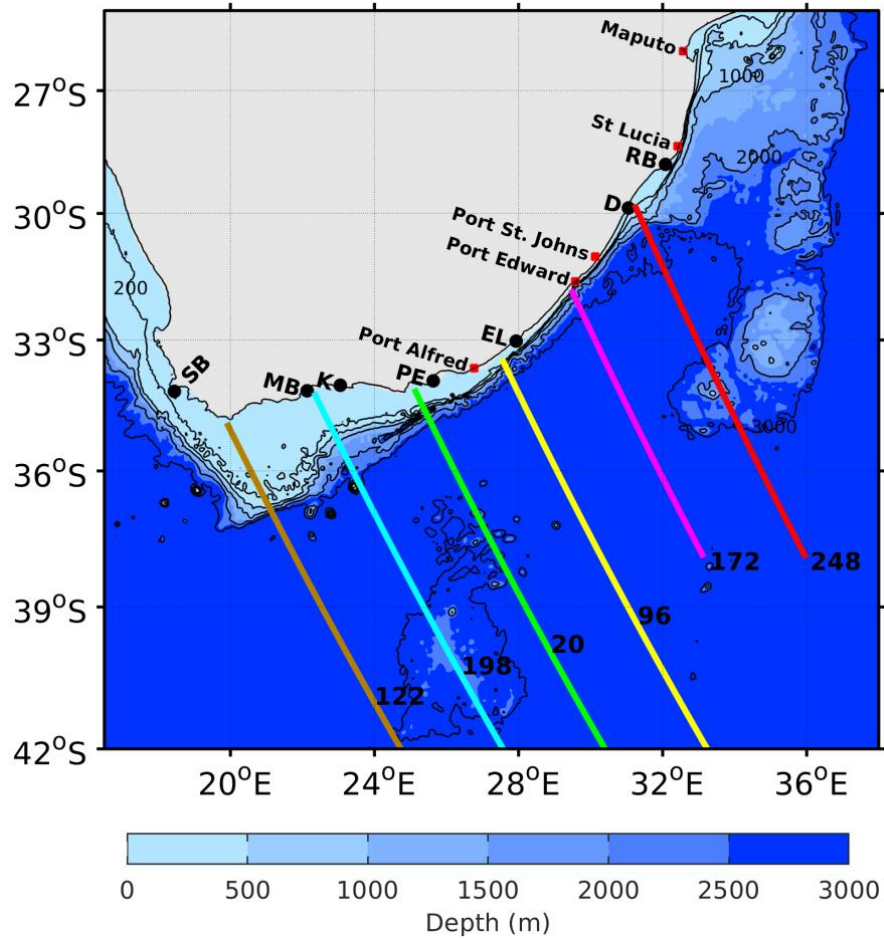 Maputo
1000
27°S
St Lucia
RB
2000
30°S
D
Port St. Johns
Port Edward
200
33°S
EL
Port Alfred
SB
MB
K
PE
3000
36°S
172
248
39°S
96
20
198
122
42°S
20°E
24°E
28°E
32°E
36°E
0
500
1000
1500
2000
2500
3000
Depth (m)